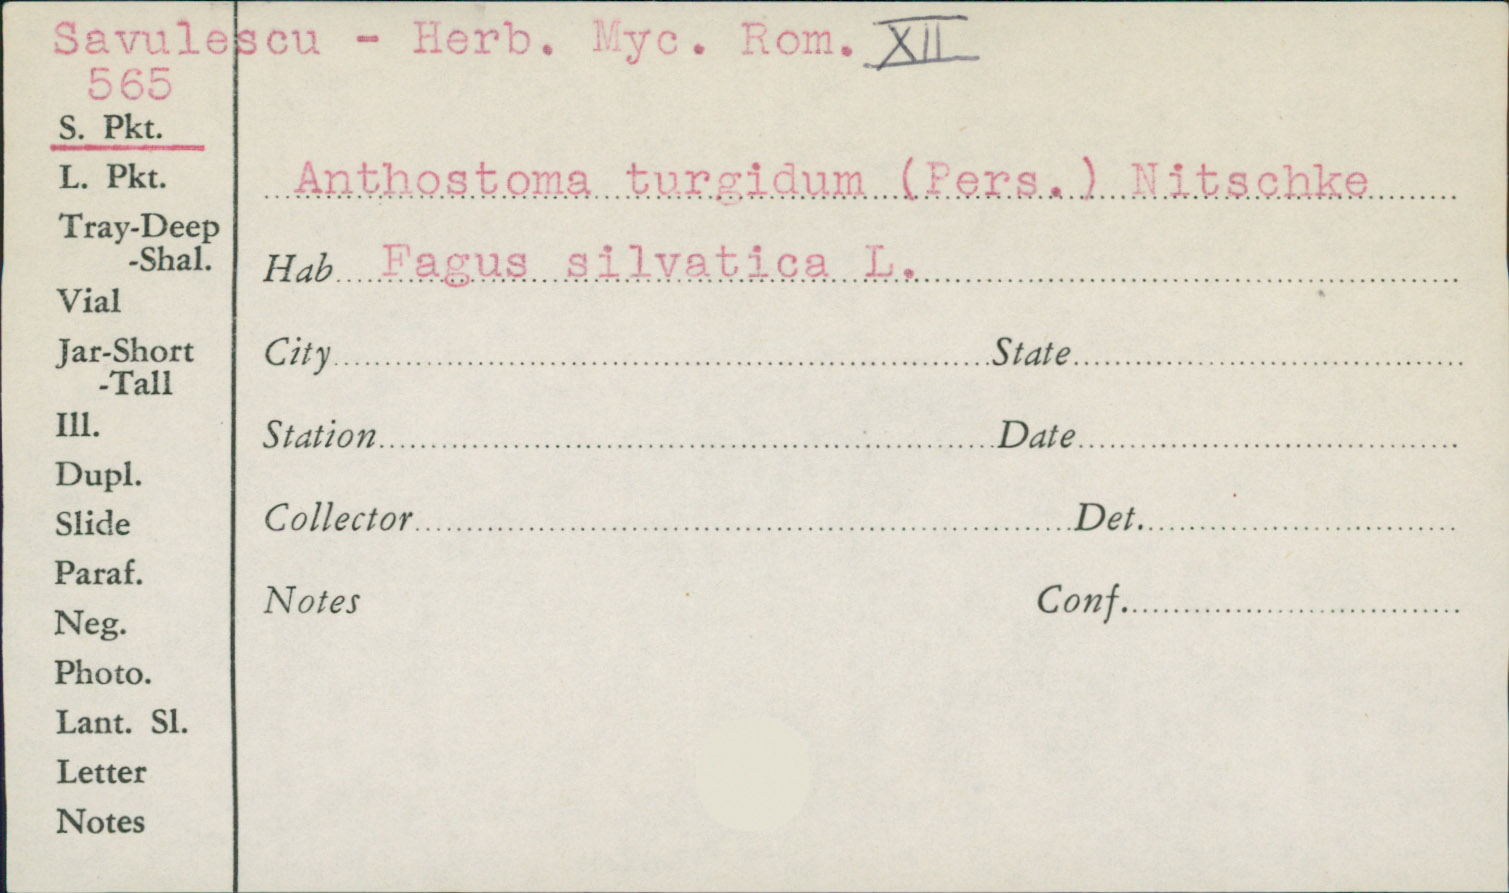 Savulescu - Herb. Myc. Rom. XII
565
S. Pkt.
L. Pkt.
Anthostoma turgidum (Pers.) Nitschke
Tray-Deep
-Shal.
Hab Fagus silvatica L.
Vial
Jar-Short
-Tall
City State
Ill.
Station Date
Dupl.
Slide
Collector Det.
Paraf.
Notes Conf.
Neg.
Photo.
Lant. Sl.
Letter
Notes